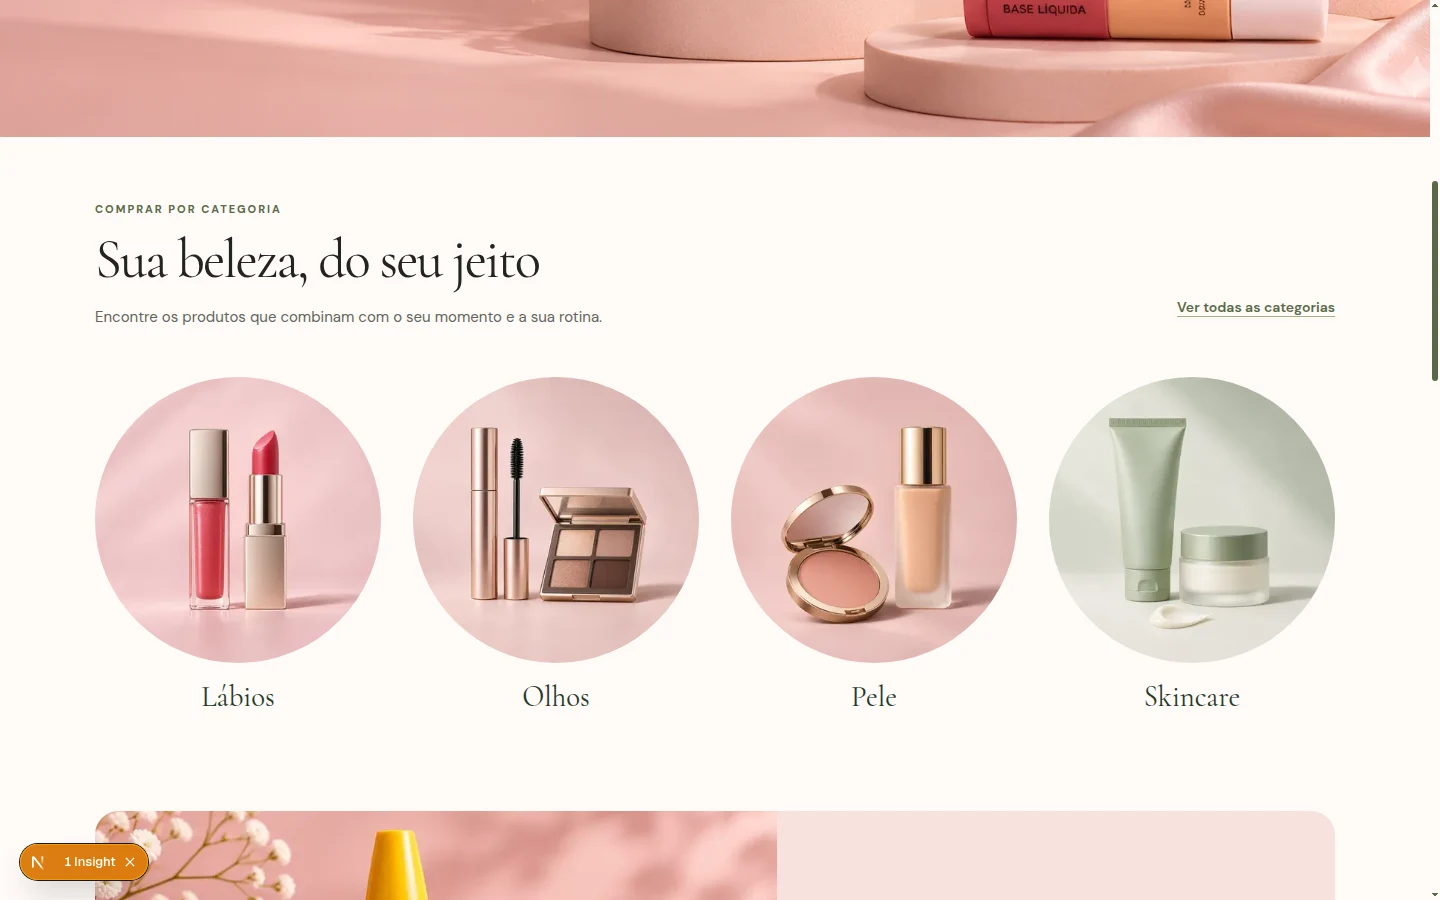 BASE LÍQUIDA
COMPRAR POR CATEGORIA
Sua beleza, do seu jeito
Encontre os produtos que combinam com o seu momento e a sua rotina.
Ver todas as categorias
Lábios
Olhos
Pele
Skincare
N 1 Insight